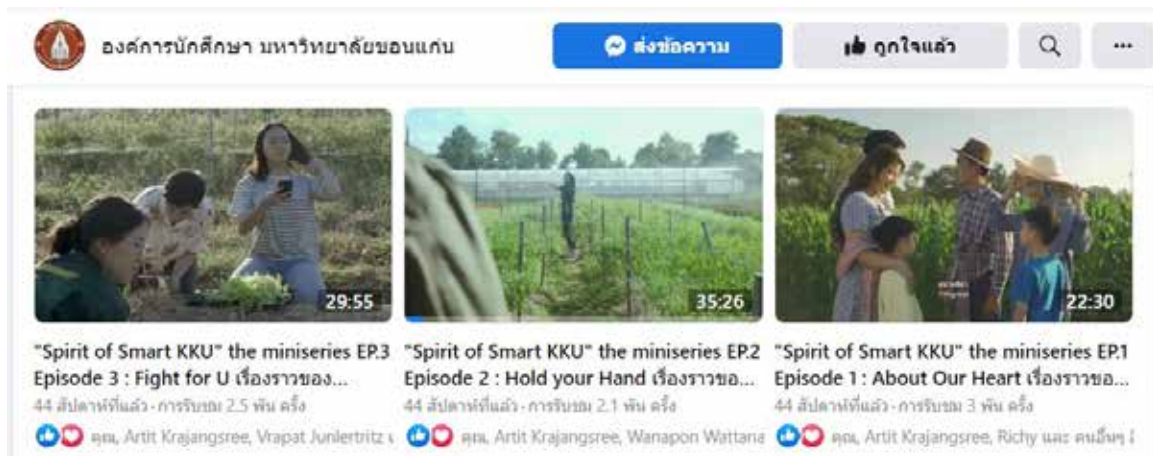 องค์การนักศึกษา มหาวิทยาลัยขอนแก่น
ส่งข้อความ
ถูกใจแล้ว
29:55
35:26
22:30
"Spirit of Smart KKU" the miniseries EP.3
Episode 3 : Fight for U เรื่องราวของ...
44 สัปดาห์ที่แล้ว · การรับชม 2.5 พัน ครั้ง
คุณ, Artit Krajangsree, Vrapat Junlertritz
"Spirit of Smart KKU" the miniseries EP.2
Episode 2 : Hold your Hand เรื่องราวขอ...
44 สัปดาห์ที่แล้ว · การรับชม 2.1 พัน ครั้ง
คุณ, Artit Krajangsree, Wanapon Wattana
"Spirit of Smart KKU" the miniseries EP.1
Episode 1 : About Our Heart เรื่องราวขอ...
44 สัปดาห์ที่แล้ว · การรับชม 3 พัน ครั้ง
คุณ, Artit Krajangsree, Richy และ คนอื่นๆ